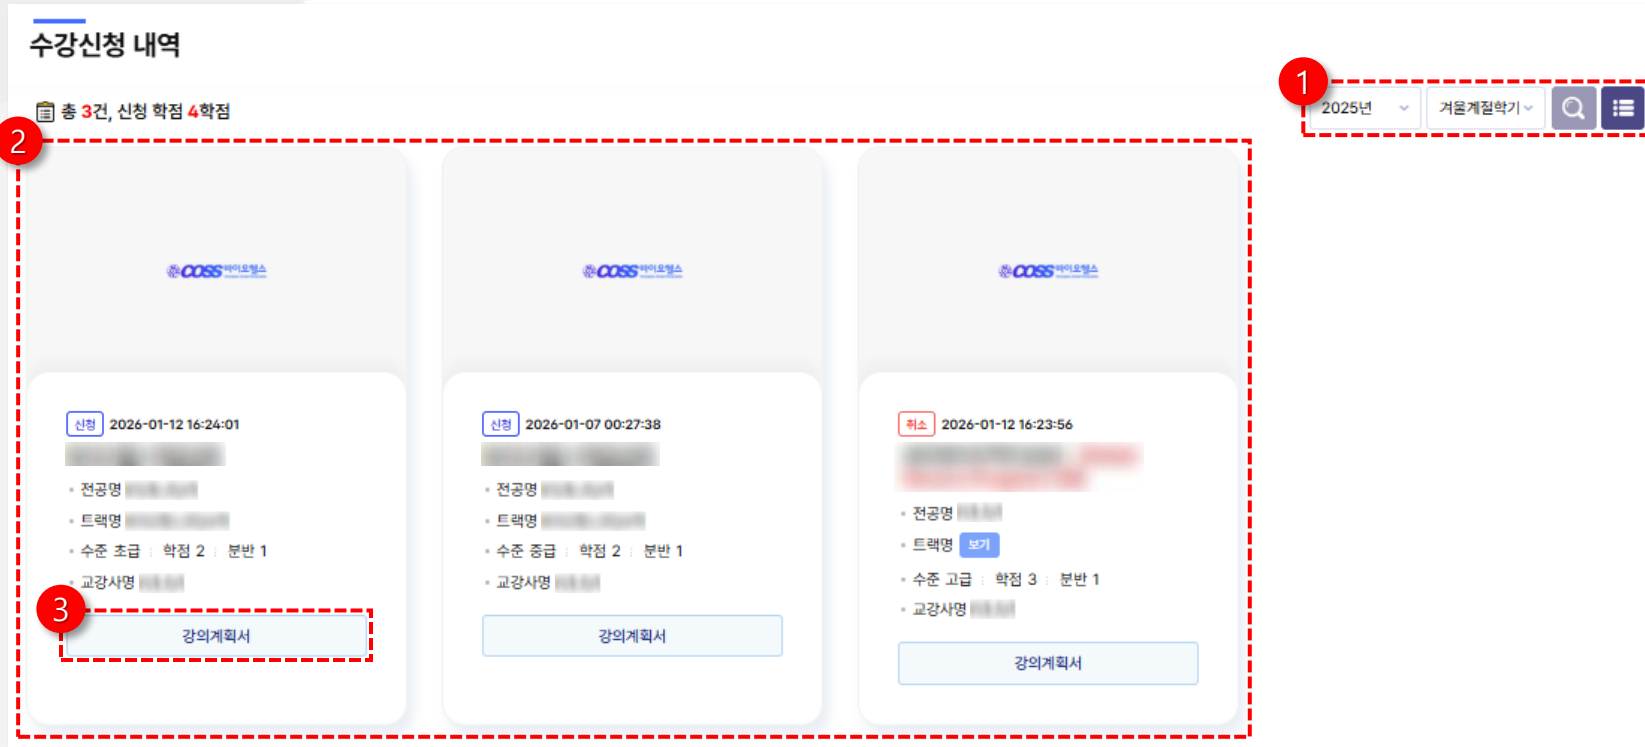 수강신청 내역
1
총 3건, 신청 학점 4학점
2025년
겨울계절학기
2
COSS 바이오헬스
COSS 바이오헬스
COSS 바이오헬스
신청 2026-01-12 16:24:01
전공명
트랙명
수준 초급 학점 2 분반 1
교강사명
3
강의계획서
신청 2026-01-07 00:27:38
전공명
트랙명
수준 중급 학점 2 분반 1
교강사명
강의계획서
취소 2026-01-12 16:23:56
전공명
트랙명 보기
수준 고급 학점 3 분반 1
교강사명
강의계획서